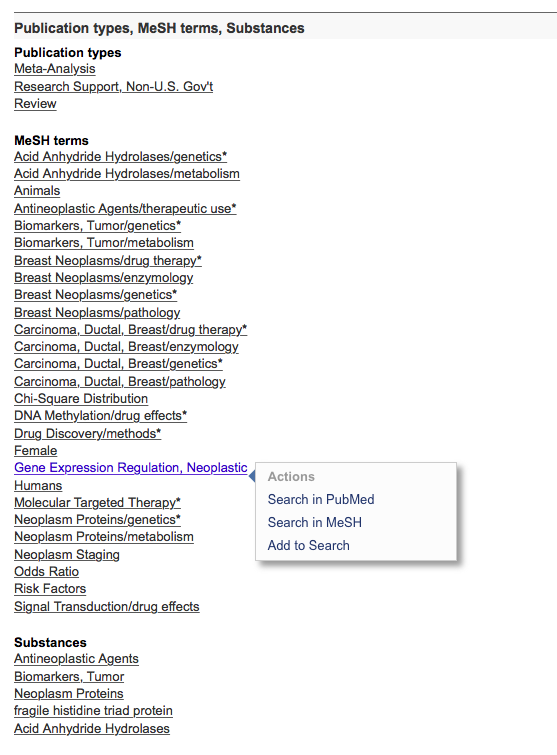 Publication types, MeSH terms, Substances
Publication types
Meta-Analysis
Research Support, Non-U.S. Gov't
Review
MeSH terms
Acid Anhydride Hydrolases/genetics*
Acid Anhydride Hydrolases/metabolism
Animals
Antineoplastic Agents/therapeutic use*
Biomarkers, Tumor/genetics*
Biomarkers, Tumor/metabolism
Breast Neoplasms/drug therapy*
Breast Neoplasms/enzymology
Breast Neoplasms/genetics*
Breast Neoplasms/pathology
Carcinoma, Ductal, Breast/drug therapy*
Carcinoma, Ductal, Breast/enzymology
Carcinoma, Ductal, Breast/genetics*
Carcinoma, Ductal, Breast/pathology
Chi-Square Distribution
DNA Methylation/drug effects*
Drug Discovery/methods*
Female
Gene Expression Regulation, Neoplastic
Humans
Molecular Targeted Therapy*
Neoplasm Proteins/genetics*
Neoplasm Proteins/metabolism
Neoplasm Staging
Odds Ratio
Risk Factors
Signal Transduction/drug effects
Actions
Search in PubMed
Search in MeSH
Add to Search
Substances
Antineoplastic Agents
Biomarkers, Tumor
Neoplasm Proteins
fragile histidine triad protein
Acid Anhydride Hydrolases